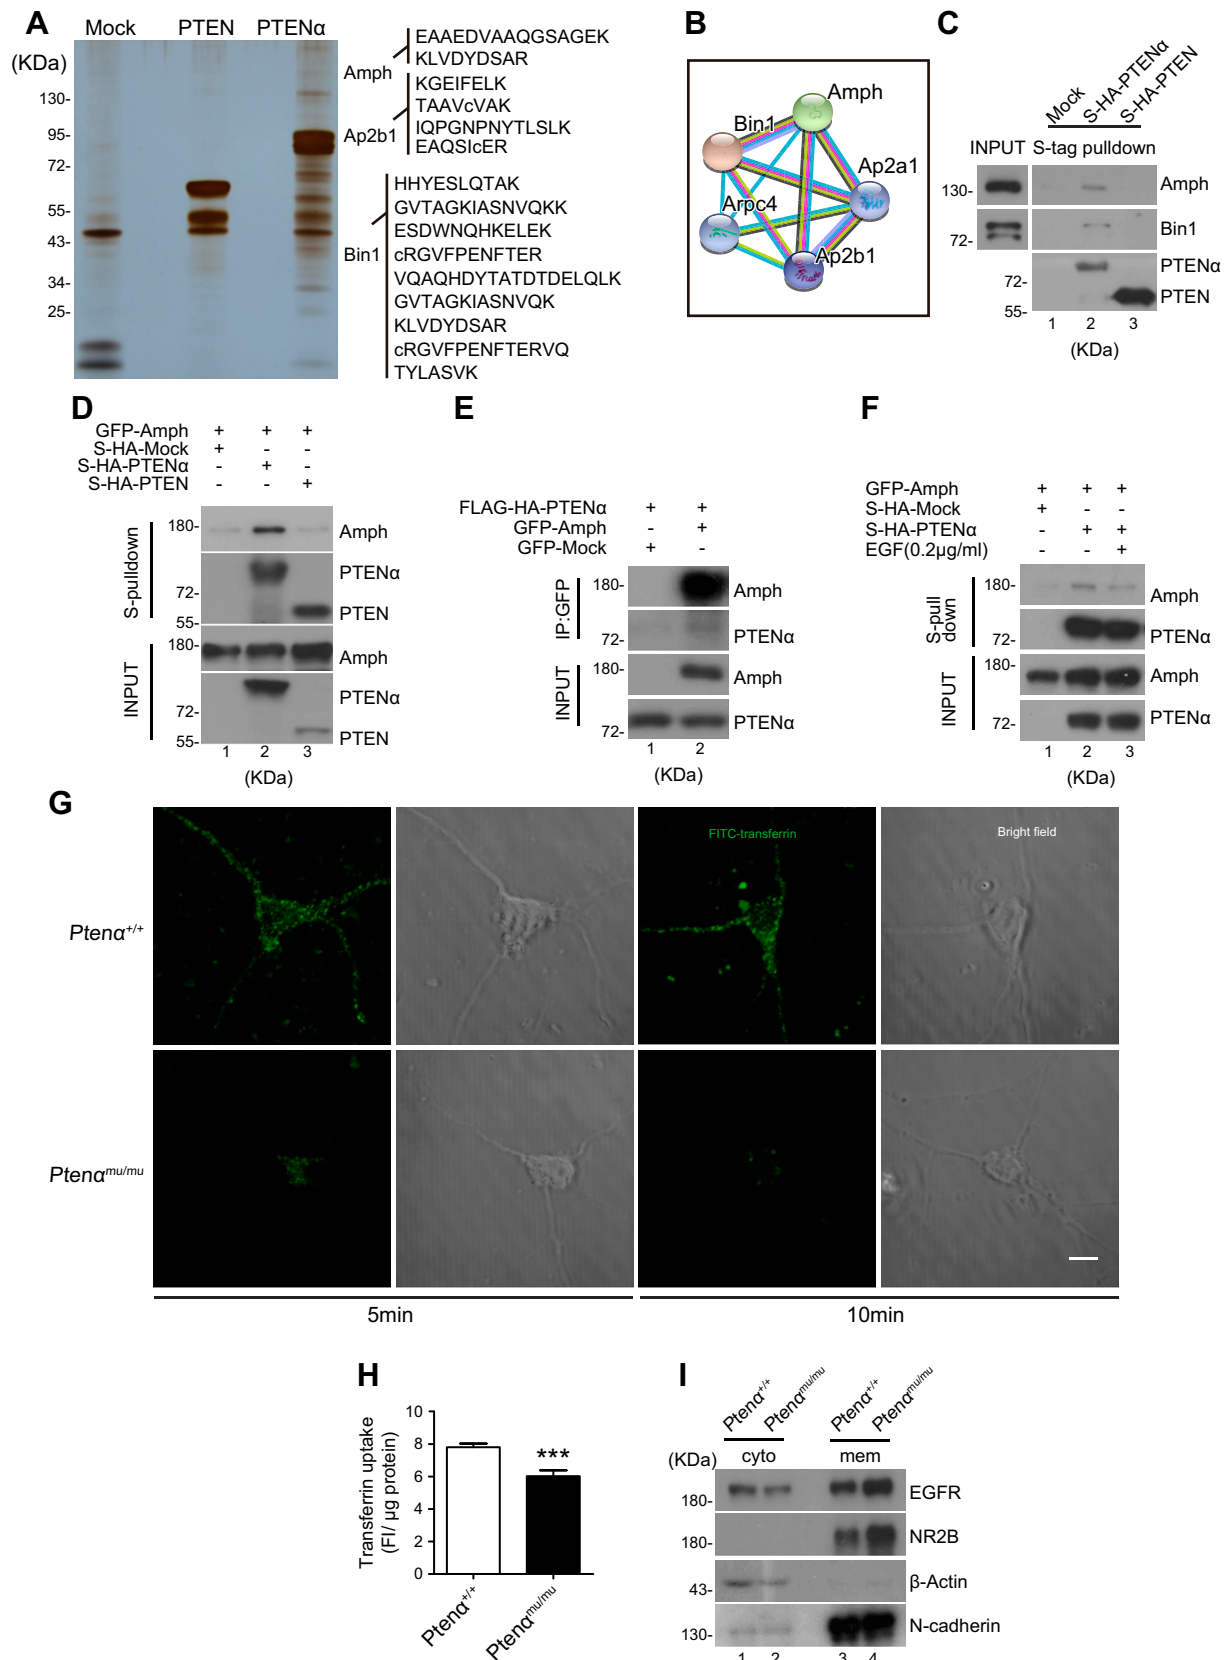 A
Mock PTEN PTENα
(KDa)
130-
95-
72-
55-
43-
34-
25-
Amph
EAAEDVAAQGSAGEK
KLVDYDSAR
Ap2b1
KGEIFELK
TAAVcVAK
IQPGNPNYTLSLK
EAQSIcER
Bin1
HHYESLQTAK
GVTAGKIASNVQKK
ESDWNQHKELEK
cRGVFPENFTER
VQAQHDYTATDTDELQLK
GVTAGKIASNVQK
KLVDYDSAR
cRGVFPENFTERVQ
TYLASVK
B
Amph
Bin1
Ap2a1
Arpc4
Ap2b1
C
Mock
S-HA-PTENα
S-HA-PTEN
INPUT S-tag pulldown
130- Amph
72- Bin1
72- PTENα
55- PTEN
1 2 3
(KDa)
D
GFP-Amph + + +
S-HA-Mock + - -
S-HA-PTENα - + -
S-HA-PTEN - - +
S-pulldown
180- Amph
PTENα
72-
55- PTEN
INPUT
180- Amph
PTENα
72-
55- PTEN
1 2 3
(KDa)
E
FLAG-HA-PTENα + +
GFP-Amph - +
GFP-Mock + -
IP:GFP
180- Amph
72- PTENα
INPUT
180- Amph
72- PTENα
1 2
(KDa)
F
GFP-Amph + + +
S-HA-Mock + - -
S-HA-PTENα - + +
EGF(0.2μg/ml) - - +
S-pull
down
180- Amph
72- PTENα
INPUT
180- Amph
72- PTENα
1 2 3
(KDa)
G
FITC-transferrin
Bright field
Ptenα+/+
Ptenαmu/mu
5min
10min
H
Transferrin uptake
(FI/ μg protein)
10
8
6
4
2
0
***
Ptenα+/+
Ptenαmu/mu
I
Ptenα+/+
Ptenαmu/mu
Ptenα+/+
Ptenαmu/mu
(KDa) cyto mem
180- EGFR
180- NR2B
43- β-Actin
130- N-cadherin
1 2 3 4